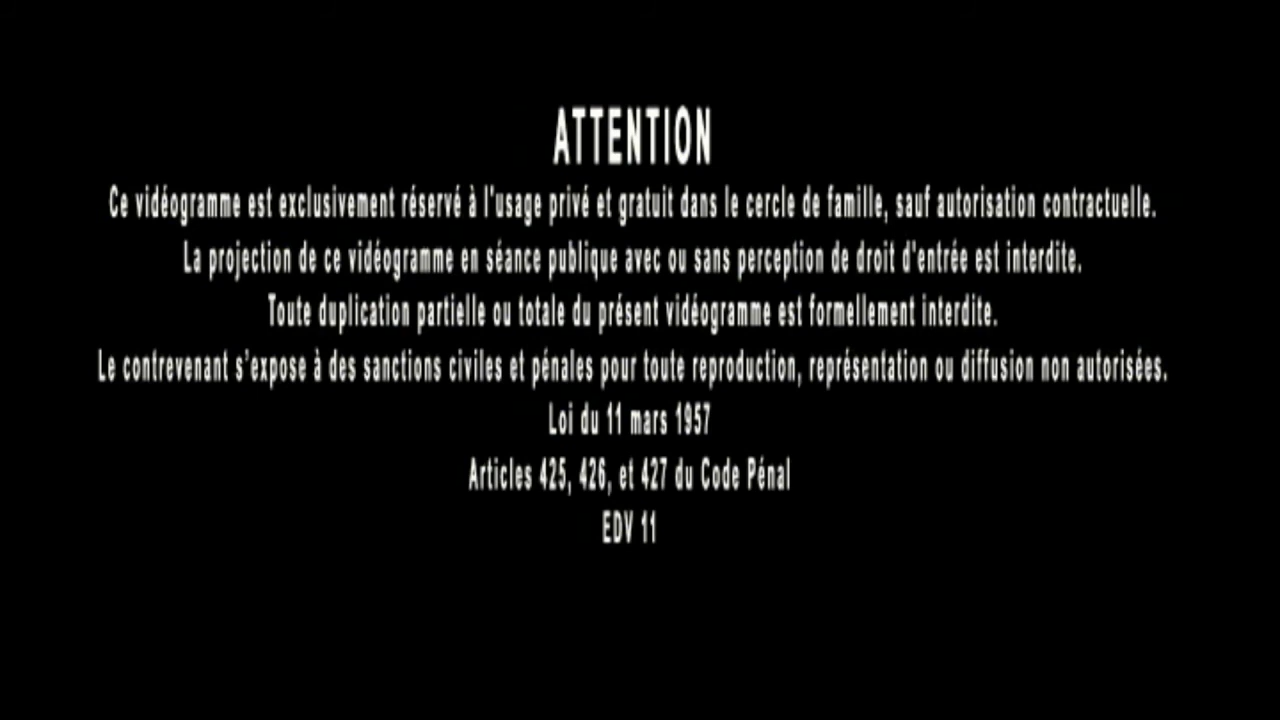 ATTENTION
Ce vidéogramme est exclusivement réservé à l'usage privé et gratuit dans le cercle de famille, sauf autorisation contractuelle.
La projection de ce vidéogramme en séance publique avec ou sans perception de droit d'entrée est interdite.
Toute duplication partielle ou totale du présent vidéogramme est formellement interdite.
Le contrevenant s'expose à des sanctions civiles et pénales pour toute reproduction, représentation ou diffusion non autorisées.
Loi du 11 mars 1957
Articles 425, 426, et 427 du Code Pénal
EDV 11